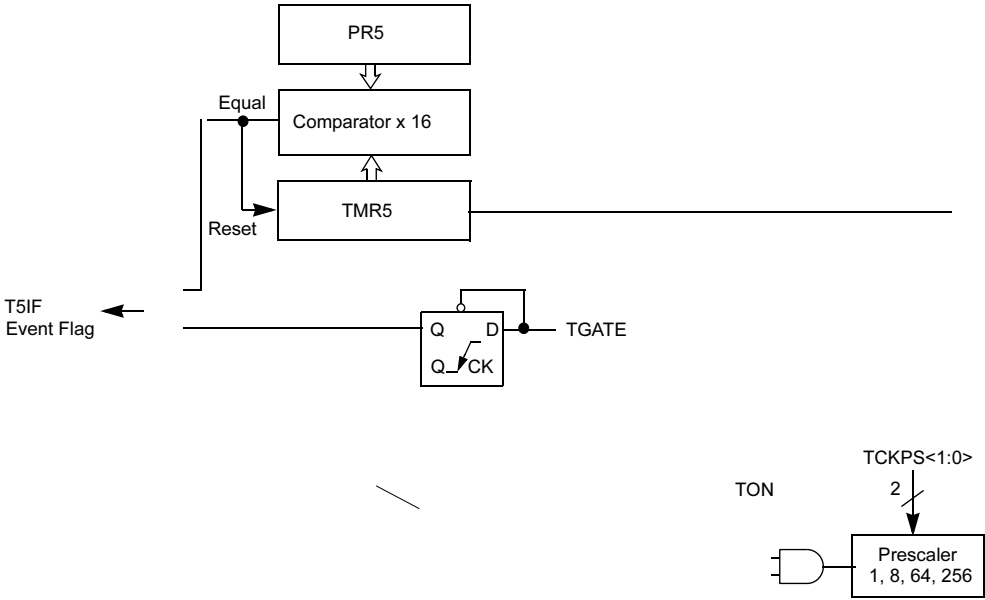 PR5
Equal
Comparator x 16
TMR5
Reset
T5IF
Event Flag
Q
D
TGATE
Q
CK
TCKPS<1:0>
TON
2
Prescaler
1, 8, 64, 256